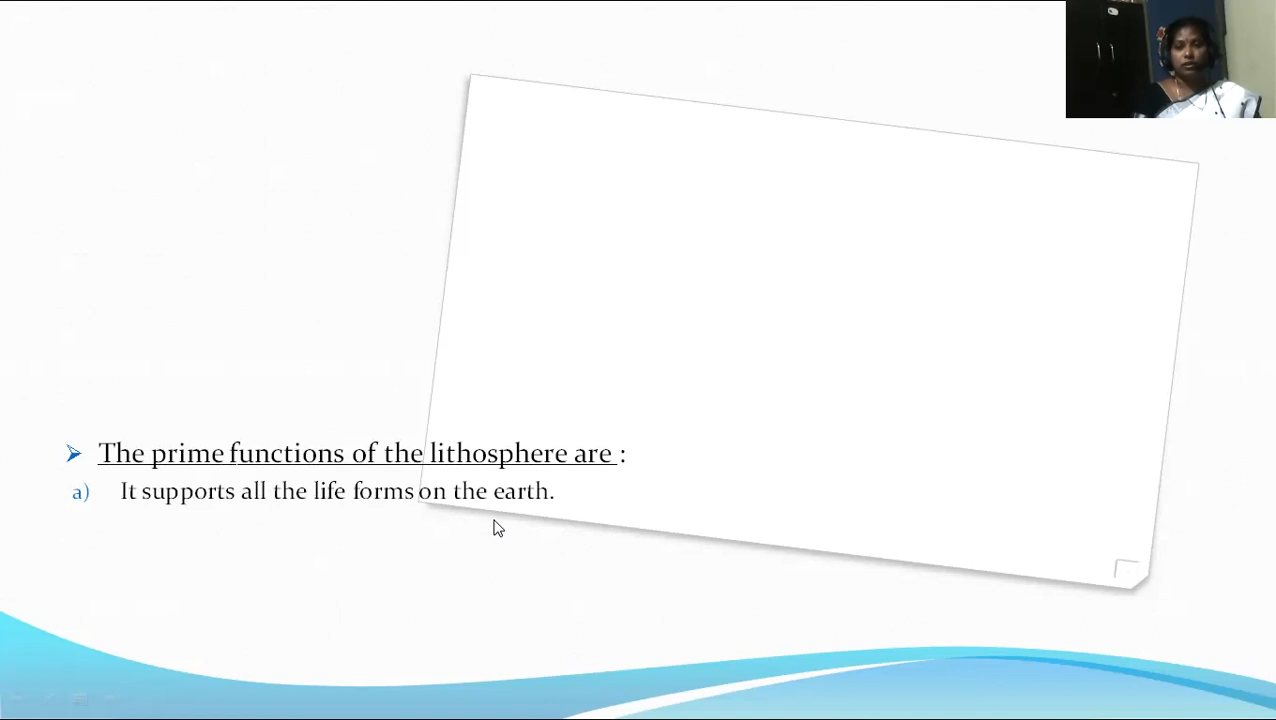 The prime functions of the lithosphere are :
a) It supports all the life forms on the earth.